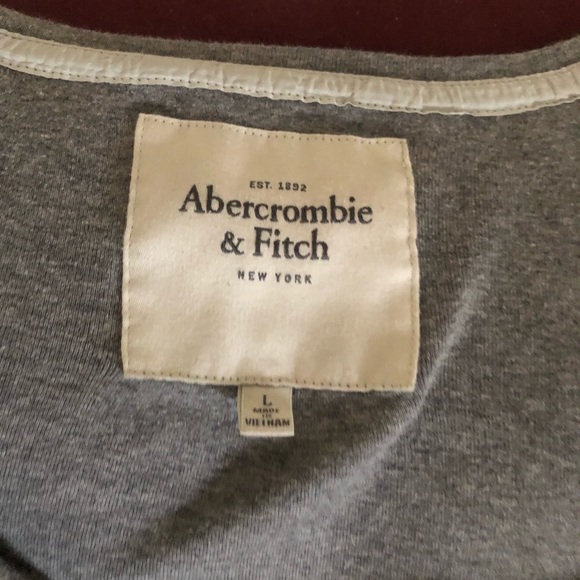 EST. 1892
Abercrombie
& Fitch
NEW YORK
L
MADE
IN
VIETNAM